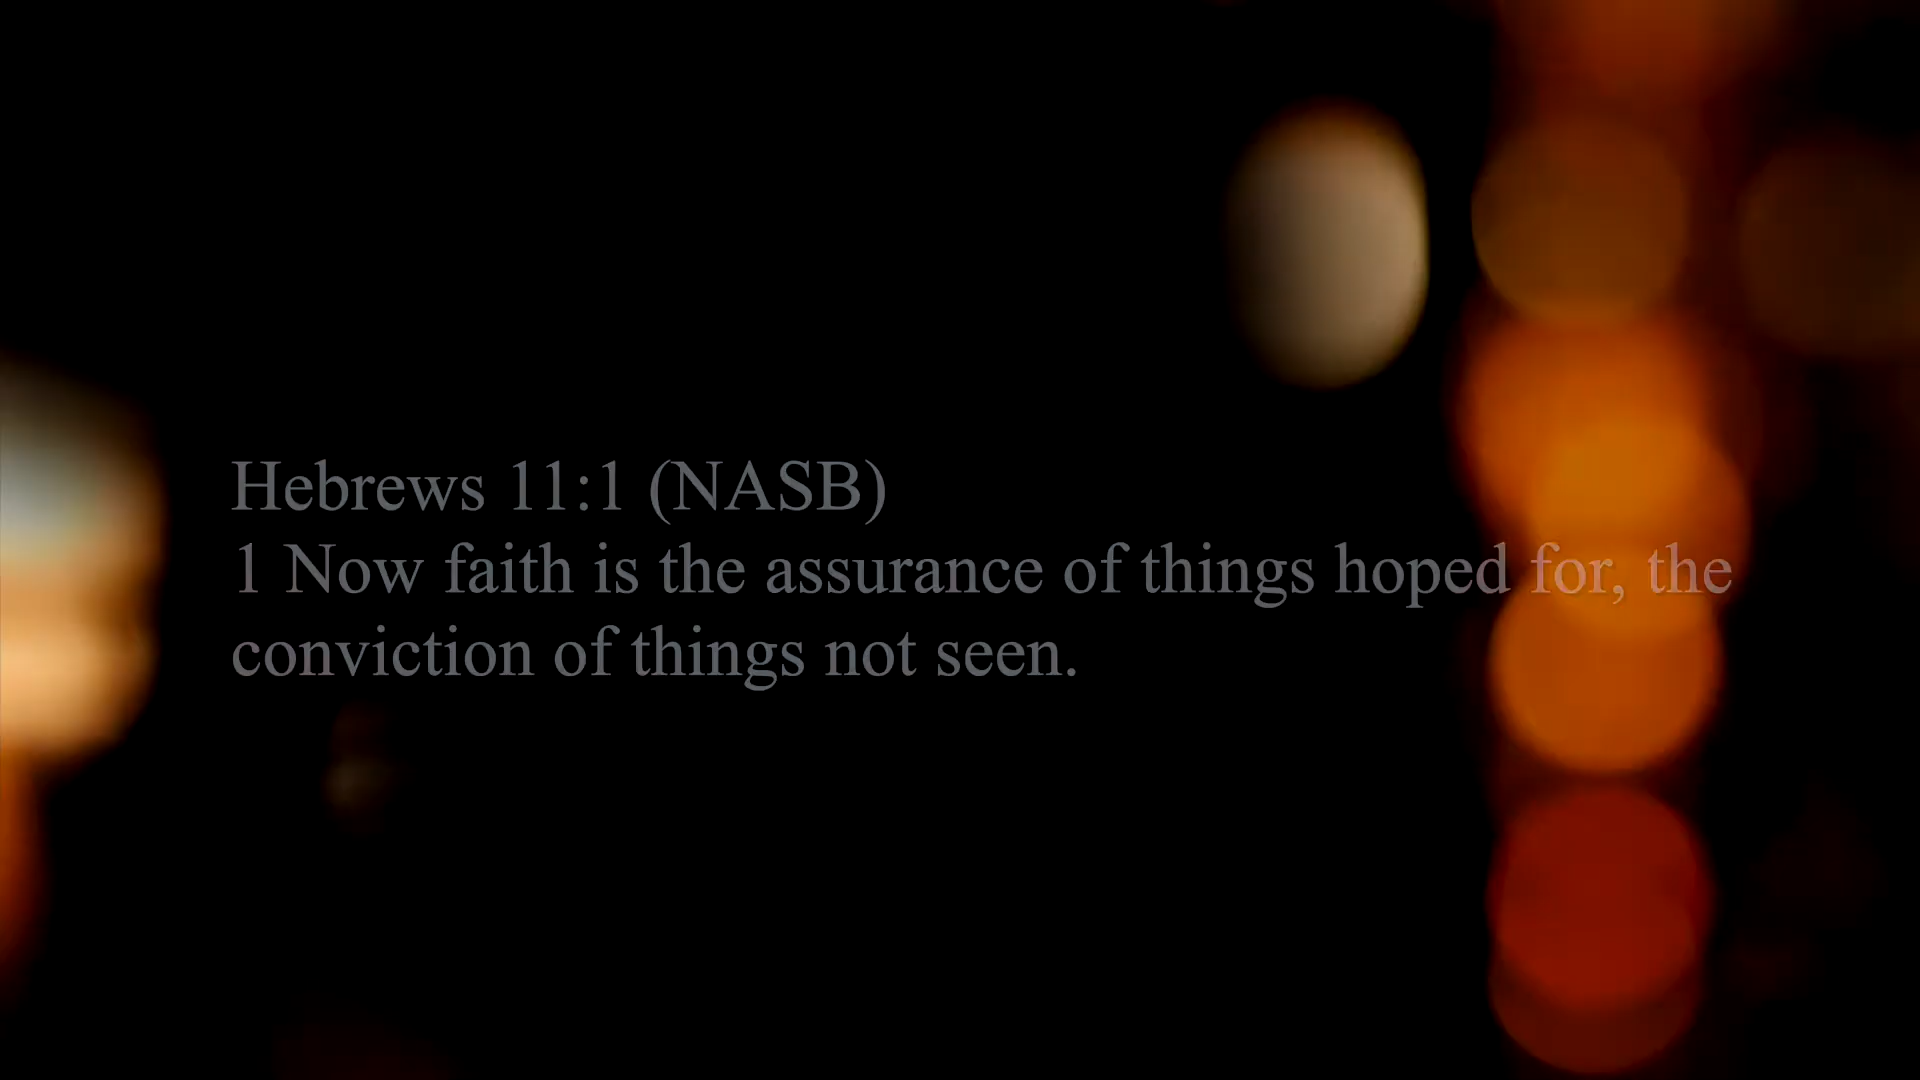 Hebrews 11:1 (NASB)
1 Now faith is the assurance of things hoped for, the
conviction of things not seen.